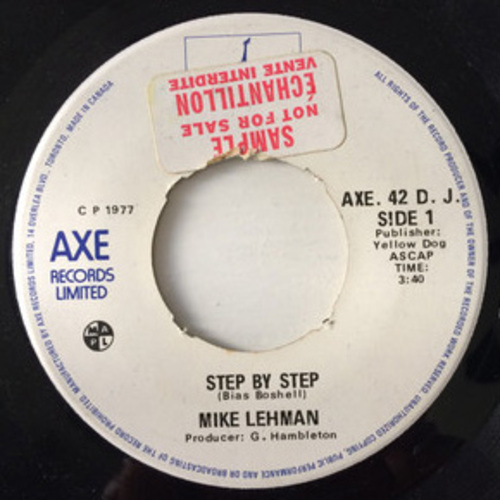 SAMPLE
NOT FOR SALE
ÉCHANTILLON
VENTE INTERDITE
C P 1977
AXE
RECORDS
LIMITED
M A P L
AXE. 42 D. J.
SIDE 1
Publisher:
Yellow Dog
ASCAP
TIME:
3:40
STEP BY STEP
(Bias Boshell)
MIKE LEHMAN
Producer: G. Hambleton
MANUFACTURED BY AXE RECORDS LIMITED, 14 OVERLEA BLVD., TORONTO, MADE IN CANADA
ALL RIGHTS OF THE RECORD PRODUCER AND OF THE OWNER OF THE RECORDED WORK RESERVED. UNAUTHORIZED COPYING, PUBLIC PERFORMANCE AND BROADCASTING OF THIS RECORD PROHIBITED.